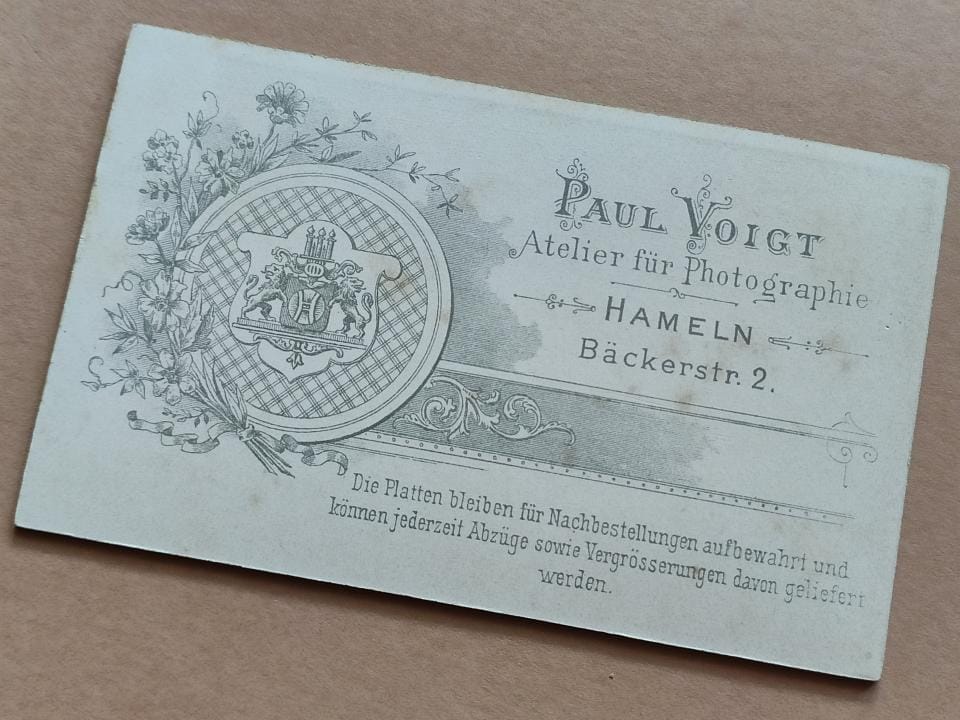 PAUL VOIGT
Atelier für Photographie
HAMELN
Bäckerstr. 2.
Die Platten bleiben für Nachbestellungen aufbewahrt und
können jederzeit Abzüge sowie Vergrösserungen davon geliefert
werden.